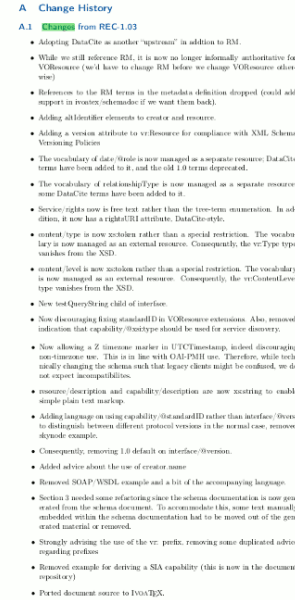 A Change History
A.1 Changes from REC-1.03
• Adopting DataCite as another "upstream" in addtion to RM.
• While we still reference RM, it is now no longer informally authoritative for
VOResource (we'd have to change RM before we change VOResource other-
wise)
• References to the RM terms in the metadata definition dropped (could add
support in ivoatex/schemadoc if we want them back).
• Adding altIdentifier elements to creator and resource.
• Adding a version attribute to vr:Resource for compliance with XML Schema
Versioning Policies
• The vocabulary of date/@role is now managed as a separate resource; DataCite
terms have been added to it, and the old 1.0 terms deprecated.
• The vocabulary of relationshipType is now managed as a separate resource
some DataCite terms have been added to it.
• Service/rights now is free text rather than the tree-term enumeration. In ad-
dition, it now has a rightsURI attribute, DataCite-style.
• content/type is now xs:token rather than a special restriction. The vocabu-
lary is now managed as an external resource. Consequently, the vr:Type type
vanishes from the XSD.
• content/level is now xs:token rather than a special restriction. The vocabulary
is now managed as an external resource. Consequently, the vr:ContentLeve
type vanishes from the XSD.
• New testQueryString child of interface.
• Now discouraging fixing standardID in VOResource extensions. Also, removed
indication that capability/@xsi:type should be used for service discovery.
• Now allowing a Z timezone marker in UTCTimestamp, indeed discouraging
non-timezone use. This is in line with OAI-PMH use. Therefore, while tech-
nically changing the schema such that legacy clients might be confused, we do
not expect incompatibilites.
• resource/description and capability/description are now xs:string to enable
simple plain text markup.
• Adding language on using capability/@standardID rather than interface/@vers
to distinguish between different protocol versions in the normal case, removed
skynode example.
• Consequently, removing 1.0 default on interface/@version.
• Added advice about the use of creator.name
• Removed SOAP/WSDL example and a bit of the accompanying language.
• Section 3 needed some refactoring since the schema documentation is now gen-
erated from the schema document. To accommodate this, some text manually
embedded within the schema documentation had to be moved out of the gen-
erated material or removed.
• Strongly advising the use of the vr: prefix, removing some duplicated advice
regarding prefixes
• Removed example for deriving a SIA capability (this is now in the document
repository)
• Ported document source to IVOATEX.